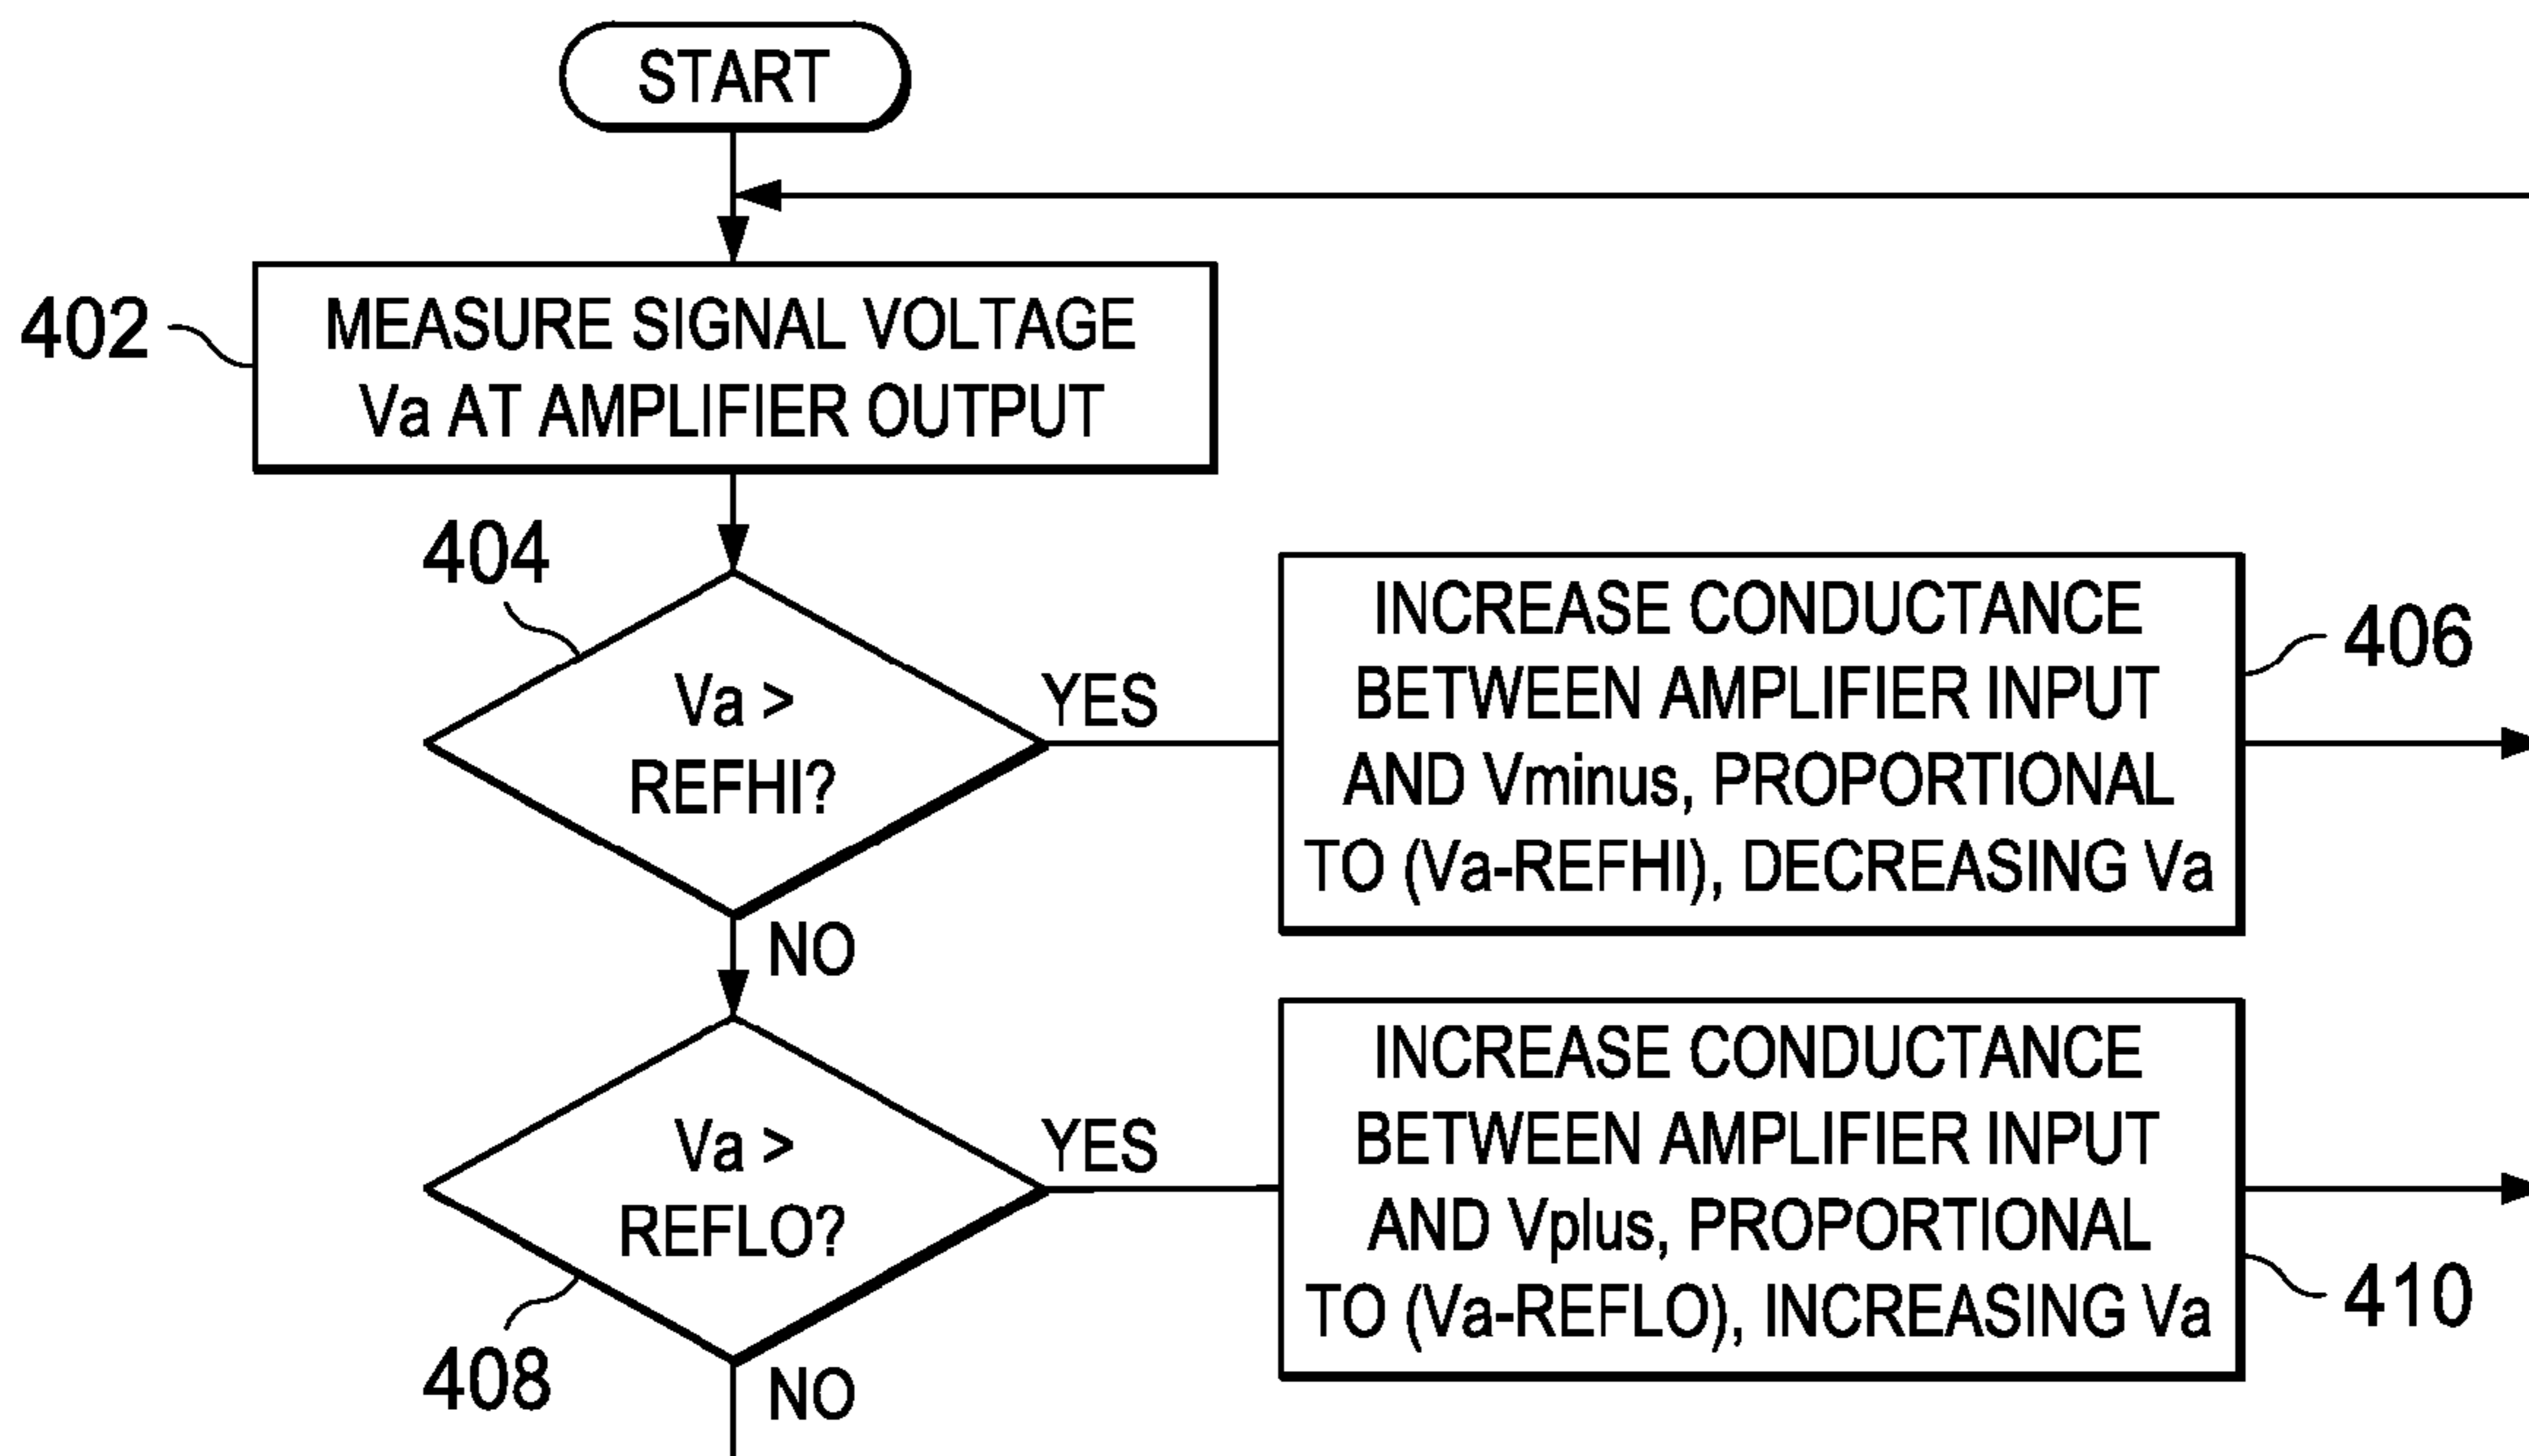 START
402
MEASURE SIGNAL VOLTAGE
Va AT AMPLIFIER OUTPUT
404
Va >
REFHI?
YES
INCREASE CONDUCTANCE
BETWEEN AMPLIFIER INPUT
AND Vminus, PROPORTIONAL
TO (Va-REFHI), DECREASING Va
406
NO
Va >
REFLO?
YES
INCREASE CONDUCTANCE
BETWEEN AMPLIFIER INPUT
AND Vplus, PROPORTIONAL
TO (Va-REFLO), INCREASING Va
410
408
NO